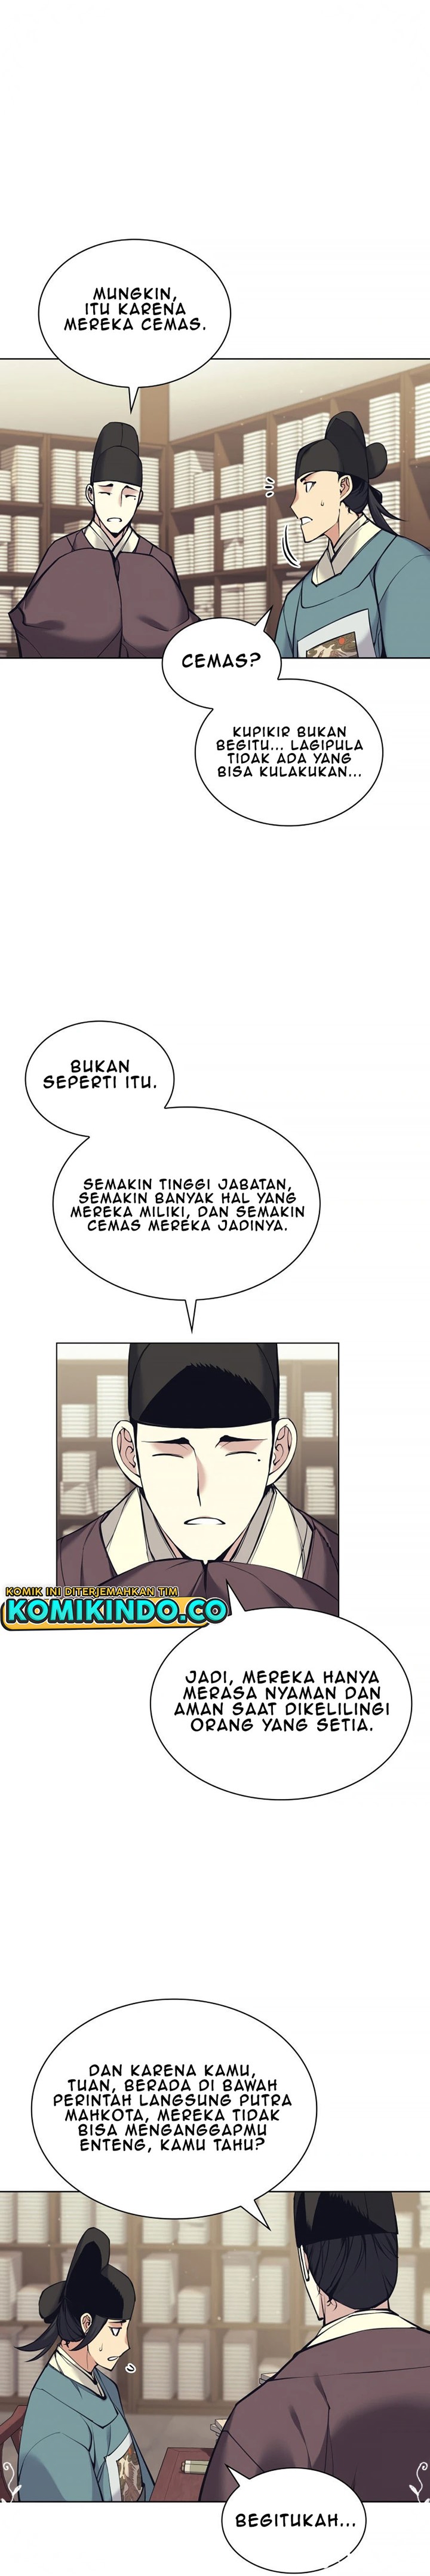 MUNGKIN,
ITU KARENA
MEREKA CEMAS.
CEMAS?
KUPIKIR BUKAN
BEGITU... LAGIPULA
TIDAK ADA YANG
BISA KULAKUKAN...
BUKAN
SEPERTI ITU.
SEMAKIN TINGGI JABATAN,
SEMAKIN BANYAK HAL YANG
MEREKA MILIKI, DAN SEMAKIN
CEMAS MEREKA JADINYA.
KOMIK INI DITERJEMAHKAN TIM
KOMIKINDO.CO
JADI, MEREKA HANYA
MERASA NYAMAN DAN
AMAN SAAT DIKELILINGI
ORANG YANG SETIA.
DAN KARENA KAMU,
TUAN, BERADA DI BAWAH
PERINTAH LANGSUNG PUTRA
MAHKOTA, MEREKA TIDAK
BISA MENGANGGAPMU
ENTENG, KAMU TAHU?
BEGITUKAH...